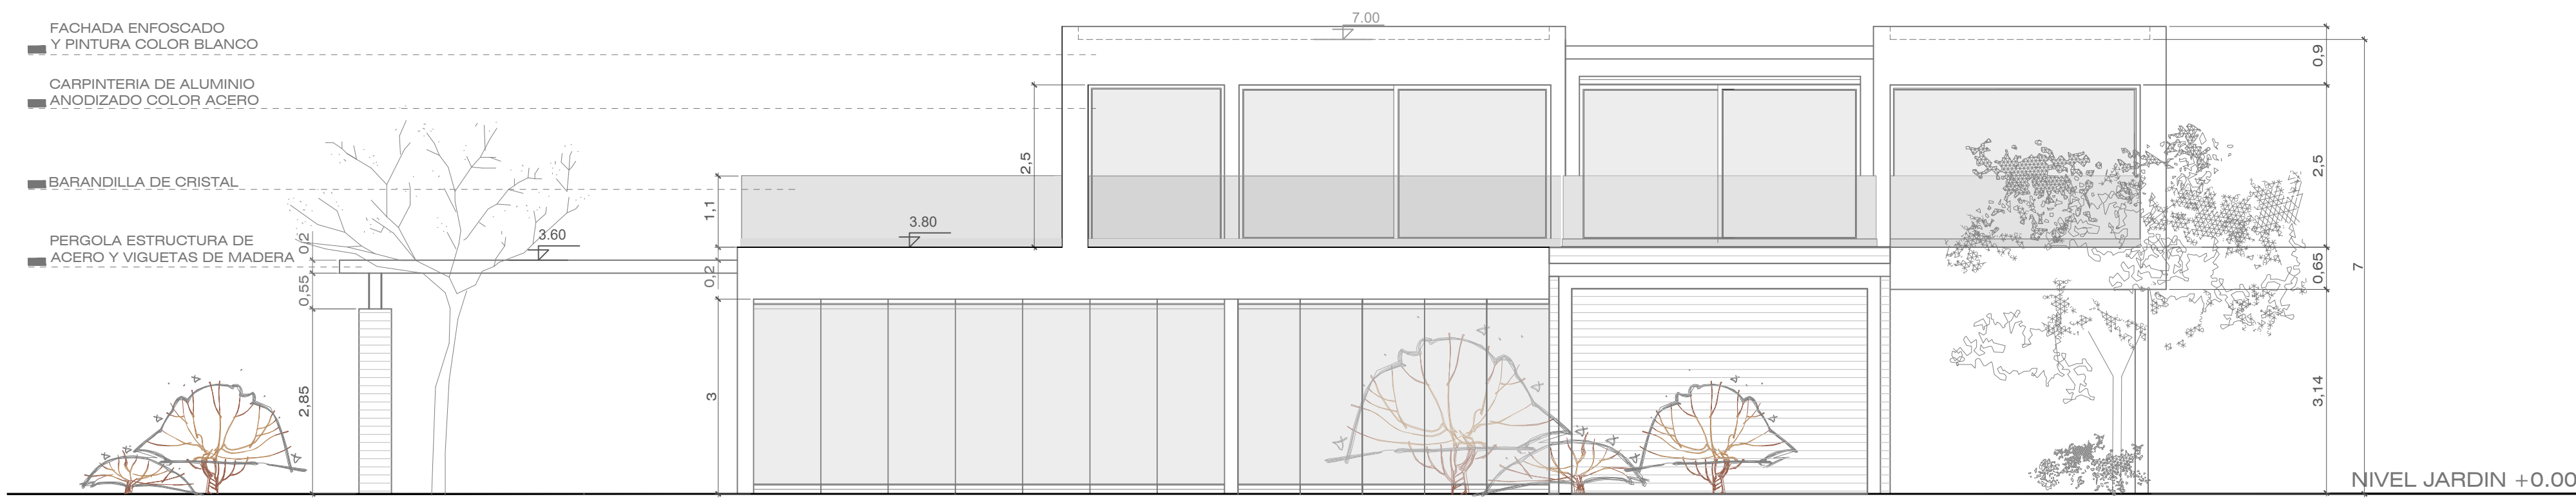 FACHADA ENFOSCADO
Y PINTURA COLOR BLANCO
CARPINTERIA DE ALUMINIO
ANODIZADO COLOR ACERO
BARANDILLA DE CRISTAL
PERGOLA ESTRUCTURA DE
ACERO Y VIGUETAS DE MADERA
0,2
0,55
2,85
3.60
1,1
0,2
3
3.80
2,5
7.00
0,9
2,5
0,65
3,14
7
NIVEL JARDIN +0.00